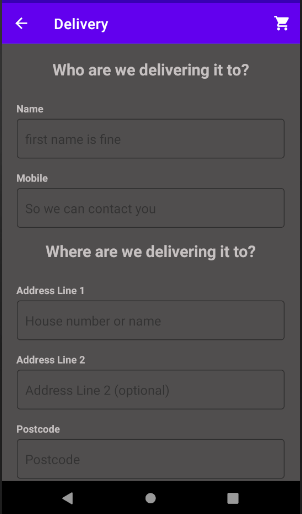 Delivery
Who are we delivering it to?
Name
first name is fine
Mobile
So we can contact you
Where are we delivering it to?
Address Line 1
House number or name
Address Line 2
Address Line 2 (optional)
Postcode
Postcode